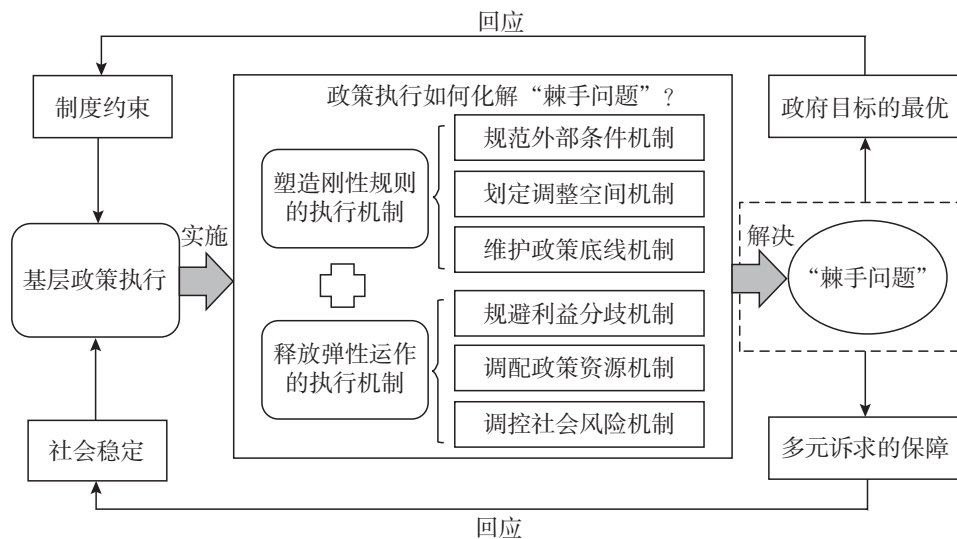 回应
制度约束
政策执行如何化解“棘手问题”？
政府目标的最优
规范外部条件机制
塑造刚性规则
的执行机制
划定调整空间机制
维护政策底线机制
实施
解决
基层政策执行
“棘手问题”
规避利益分歧机制
释放弹性运作
的执行机制
调配政策资源机制
调控社会风险机制
社会稳定
多元诉求的保障
回应